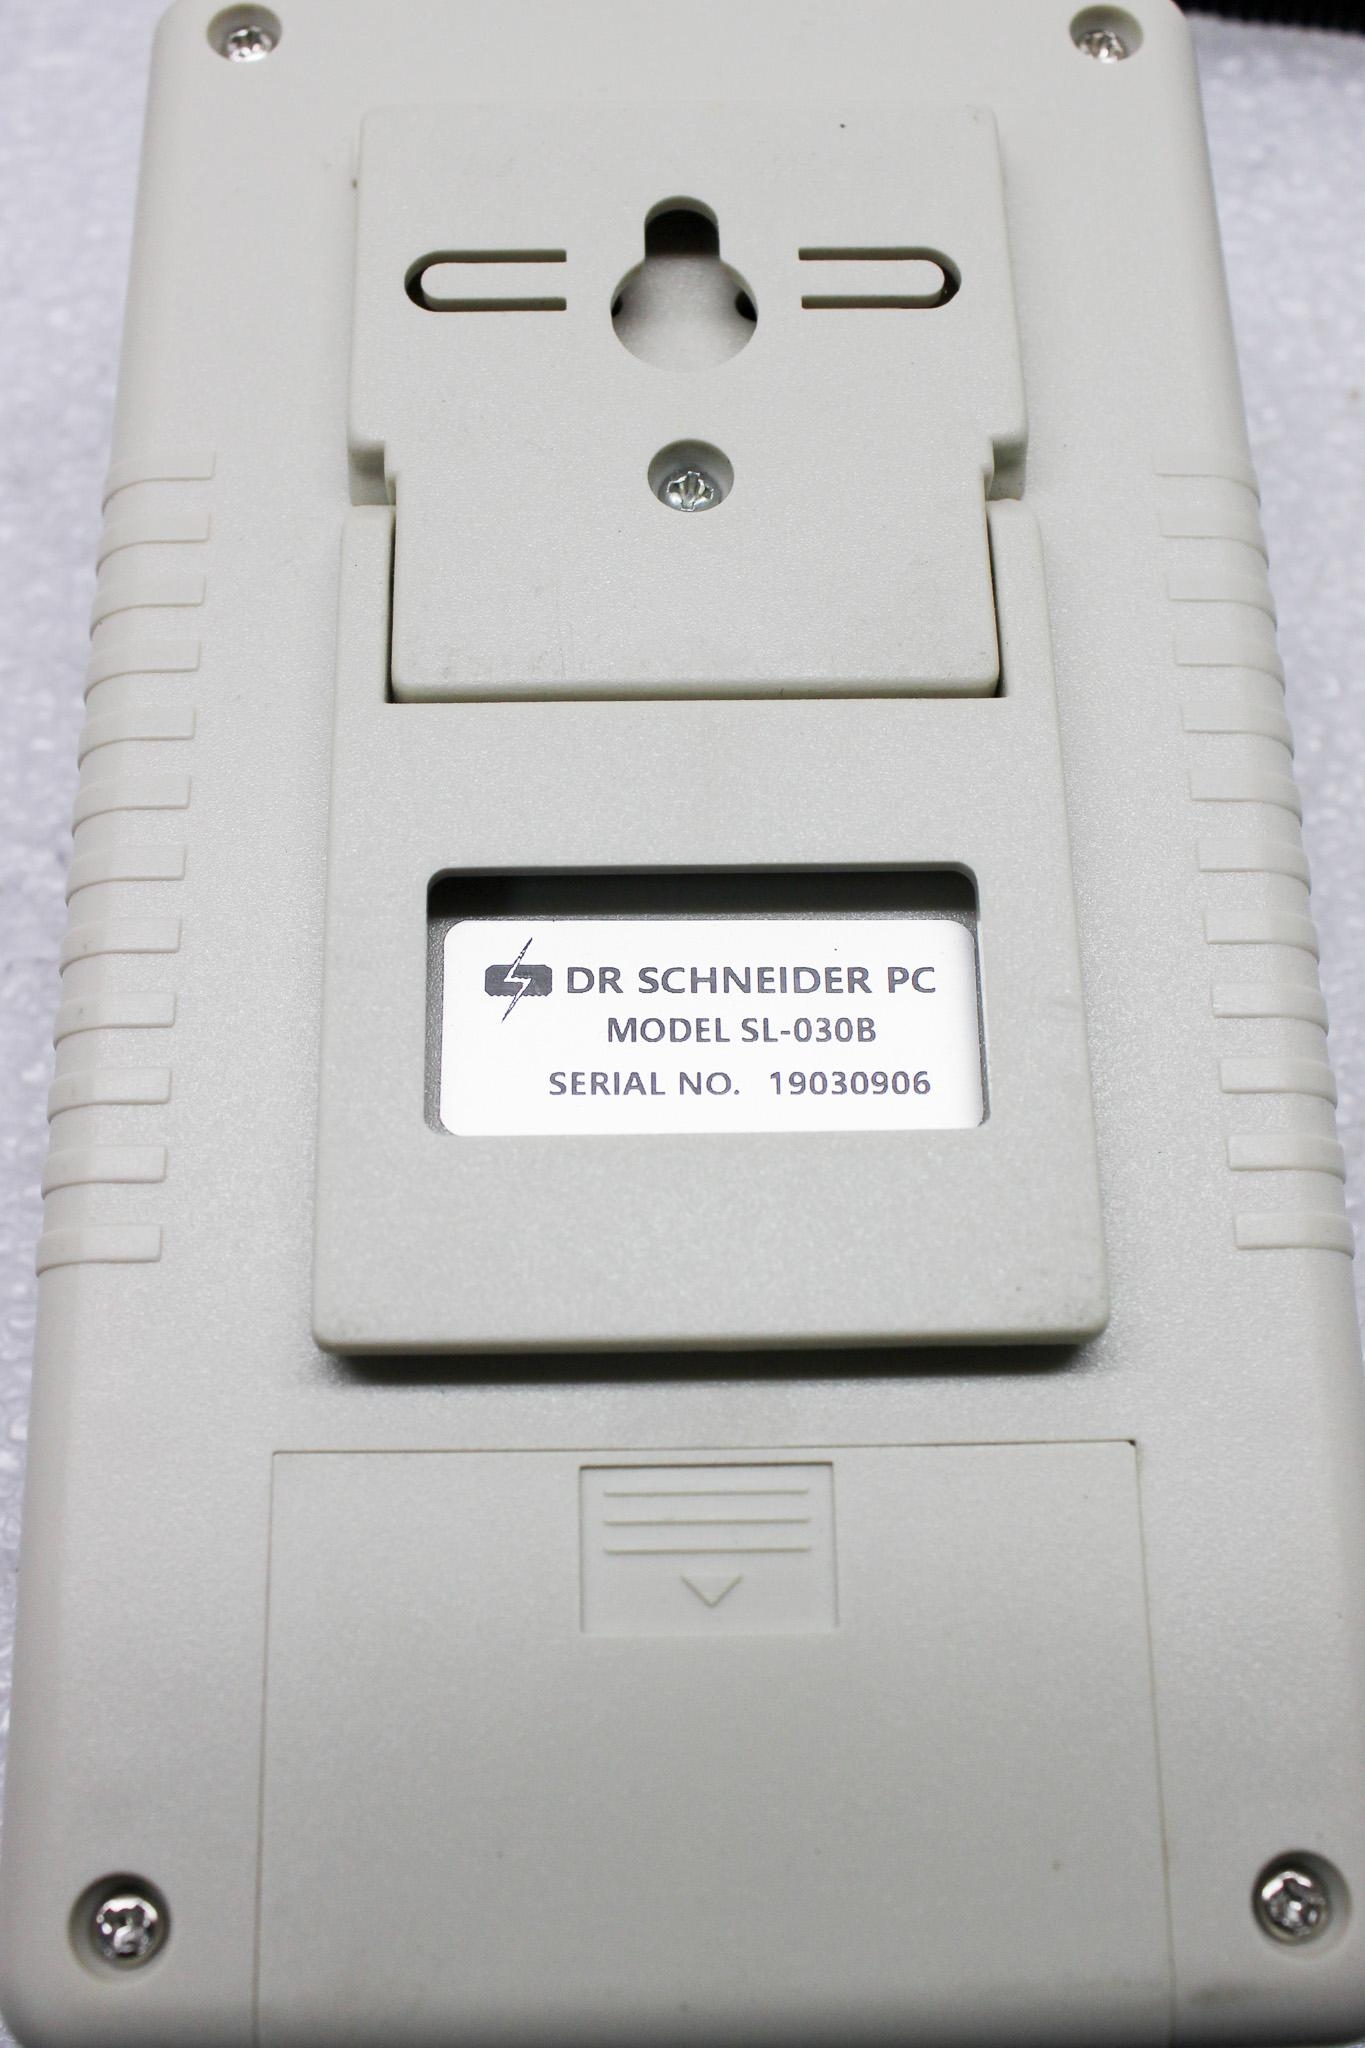 DR SCHNEIDER PC
MODEL SL-030B
SERIAL NO. 19030906